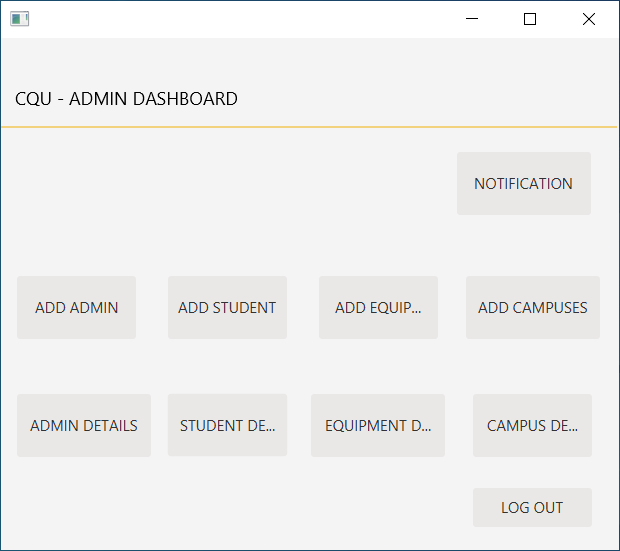 CQU - ADMIN DASHBOARD
NOTIFICATION
ADD ADMIN
ADD STUDENT
ADD EQUIP...
ADD CAMPUSES
ADMIN DETAILS
STUDENT DE...
EQUIPMENT D...
CAMPUS DE...
LOG OUT